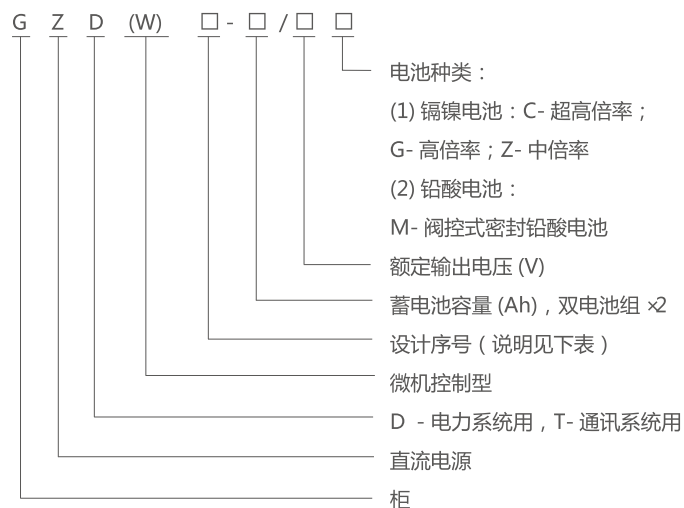 G Z D (W) □ - □ / □ □
电池种类：
(1) 镉镍电池：C- 超高倍率；
G- 高倍率；Z- 中倍率
(2) 铅酸电池：
M- 阀控式密封铅酸电池
额定输出电压 (V)
蓄电池容量 (Ah)，双电池组 ×2
设计序号（说明见下表）
微机控制型
D - 电力系统用，T- 通讯系统用
直流电源
柜